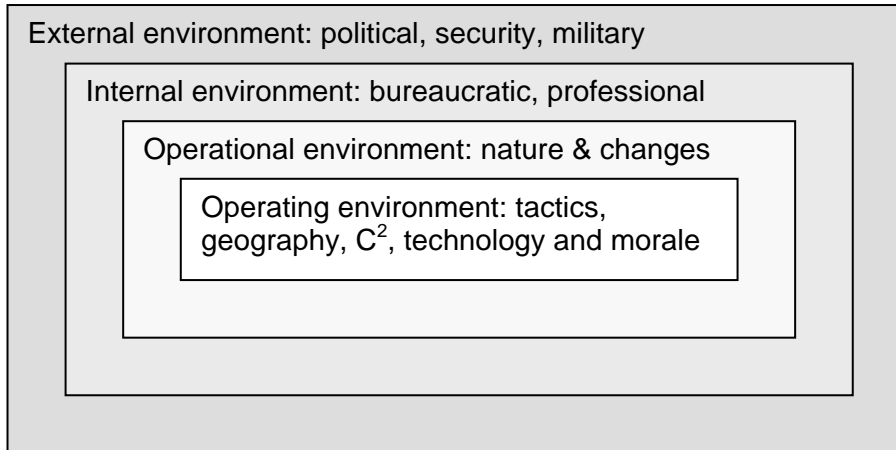 External environment: political, security, military
Internal environment: bureaucratic, professional
Operational environment: nature & changes
Operating environment: tactics,
geography, C², technology and morale